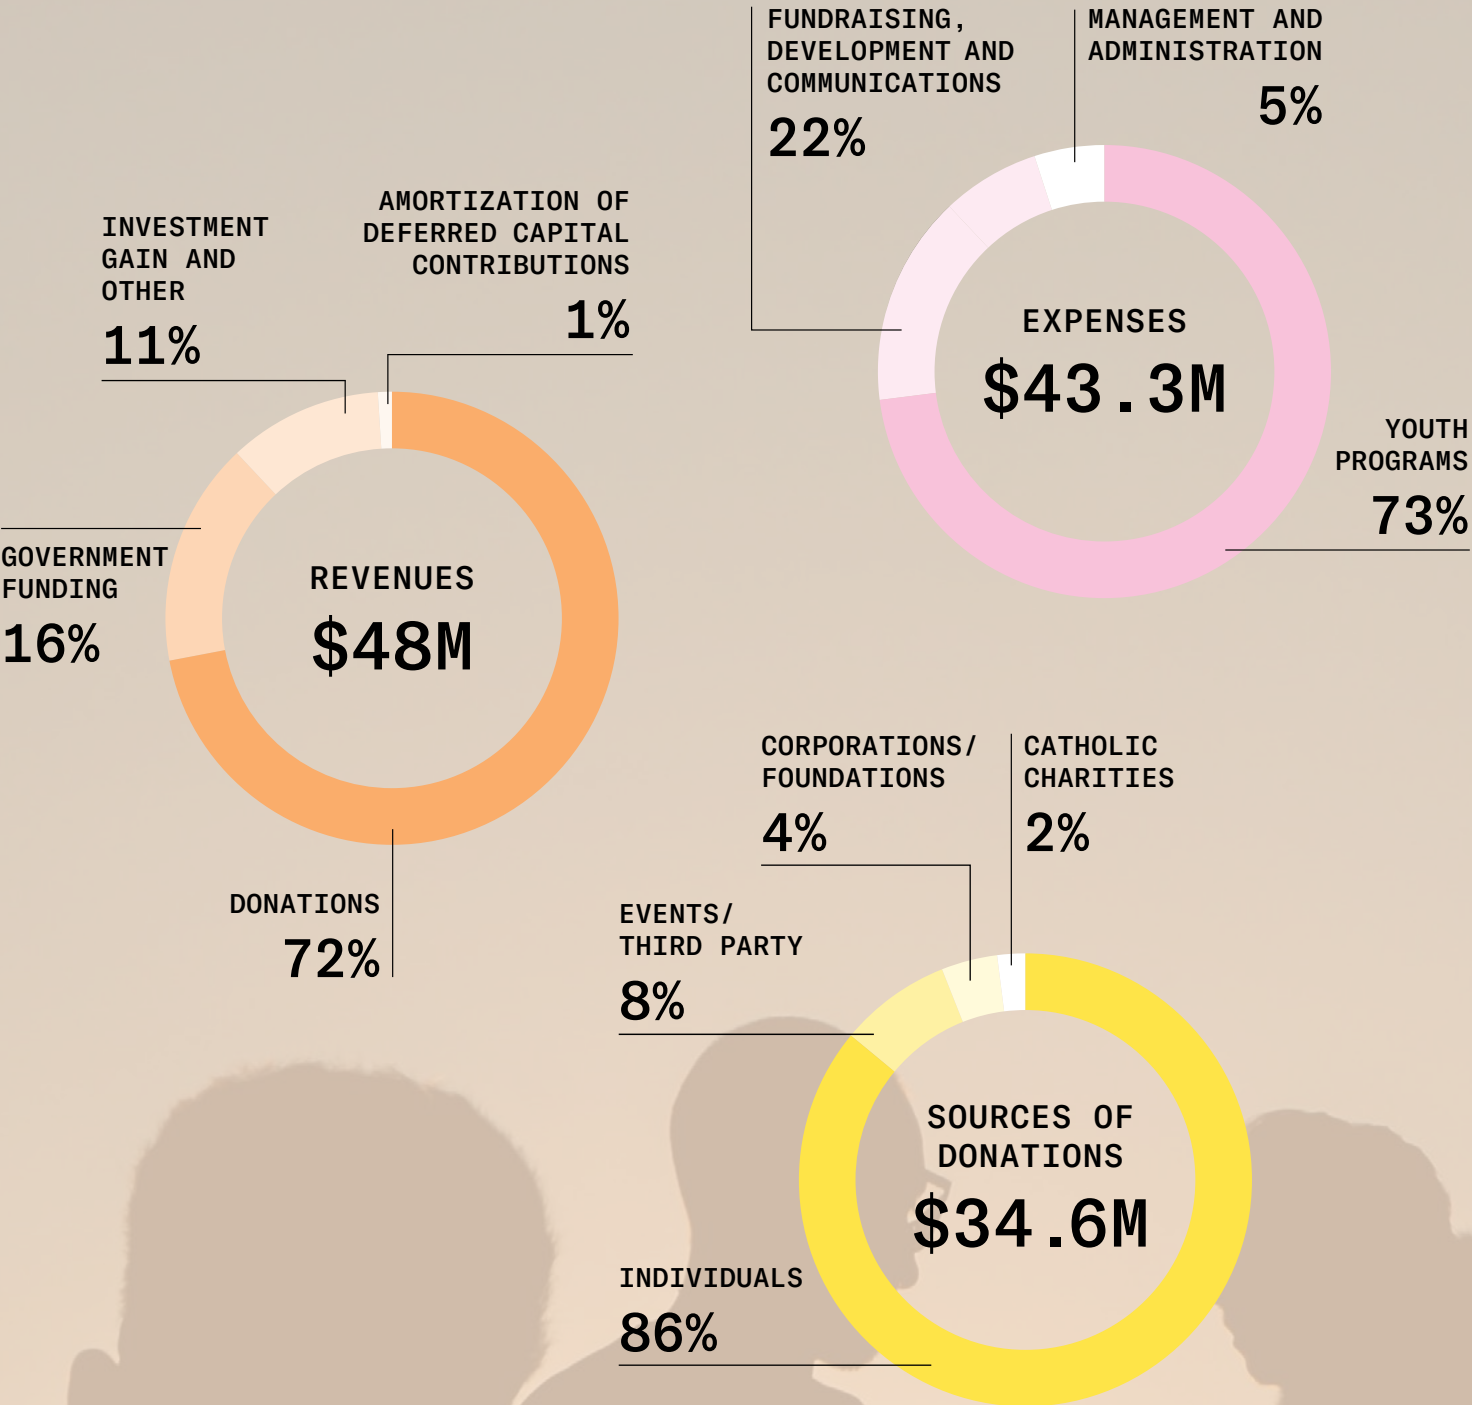 FUNDRAISING,
DEVELOPMENT AND
COMMUNICATIONS
22%
MANAGEMENT AND
ADMINISTRATION
5%
EXPENSES
$43.3M
YOUTH
PROGRAMS
73%
INVESTMENT
GAIN AND
OTHER
11%
AMORTIZATION OF
DEFERRED CAPITAL
CONTRIBUTIONS
1%
GOVERNMENT
FUNDING
16%
REVENUES
$48M
DONATIONS
72%
CORPORATIONS/
FOUNDATIONS
4%
CATHOLIC
CHARITIES
2%
EVENTS/
THIRD PARTY
8%
SOURCES OF
DONATIONS
$34.6M
INDIVIDUALS
86%